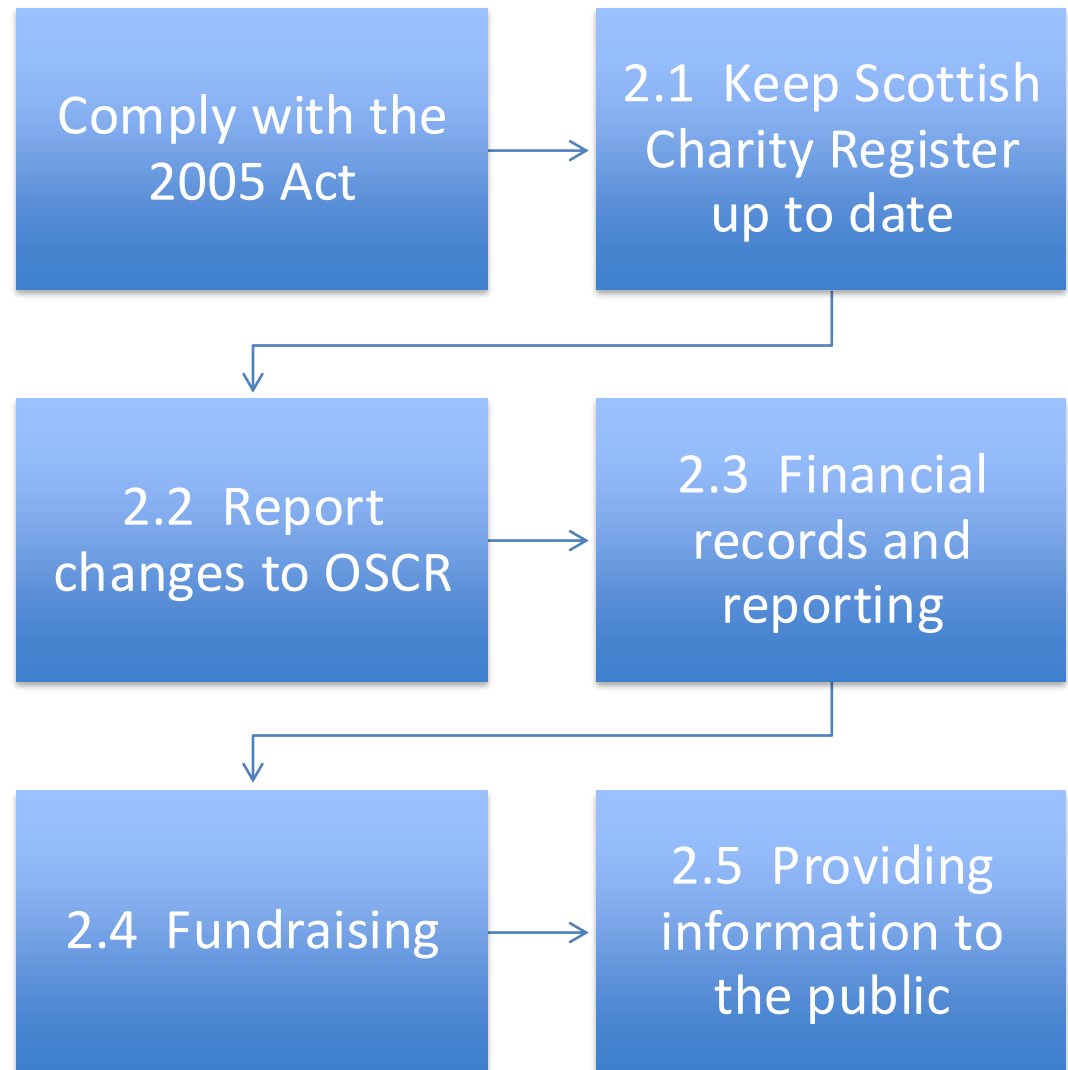 Comply with the
2005 Act
2.1 Keep Scottish
Charity Register
up to date
2.2 Report
changes to OSCR
2.3 Financial
records and
reporting
2.4 Fundraising
2.5 Providing
information to
the public